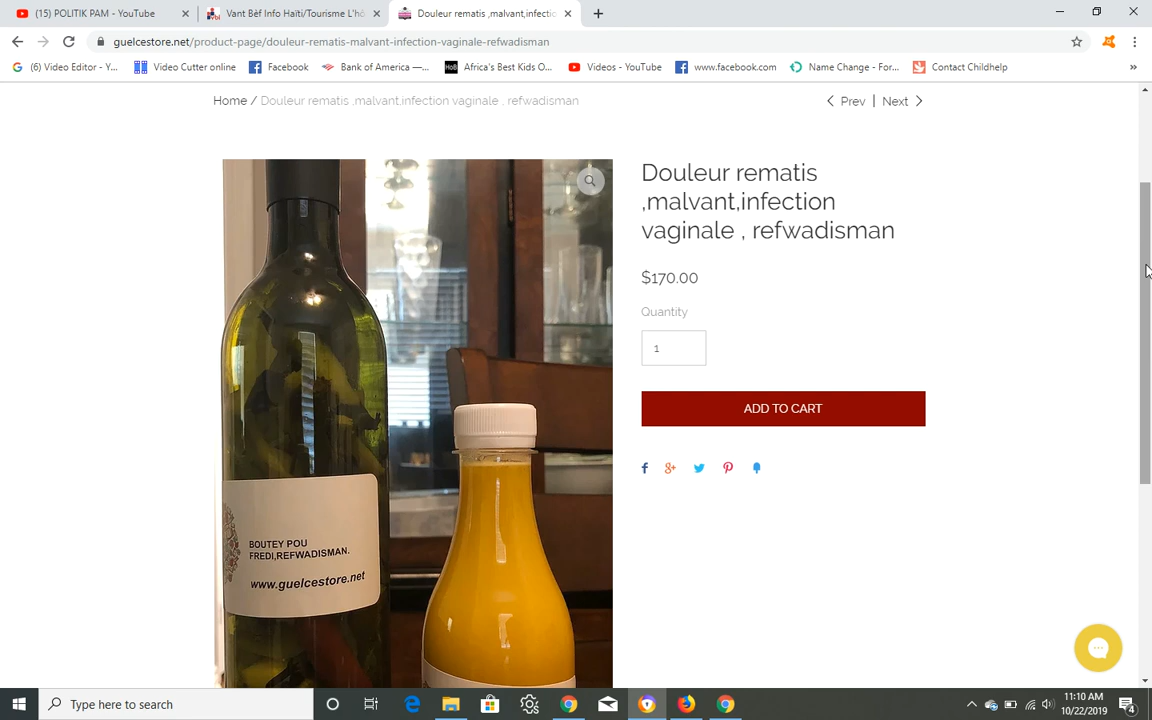 (15) POLITIK PAM - YouTube
Vant Bèf Info Haïti/Tourisme L'hô
Douleur rematis ,malvant,infectio
guelcestore.net/product-page/douleur-rematis-malvant-infection-vaginale-refwadisman
(6) Video Editor - Y...
Video Cutter online
Facebook
Bank of America —...
Africa's Best Kids O...
Videos - YouTube
www.facebook.com
Name Change - For...
Contact Childhelp
Home / Douleur rematis ,malvant,infection vaginale , refwadisman
Prev | Next
Douleur rematis
,malvant,infection
vaginale , refwadisman
$170.00
Quantity
1
ADD TO CART
BOUTEY POU
FREDI,REFWADISMAN.
www.guelcestore.net
Type here to search
11:10 AM
10/22/2019
4